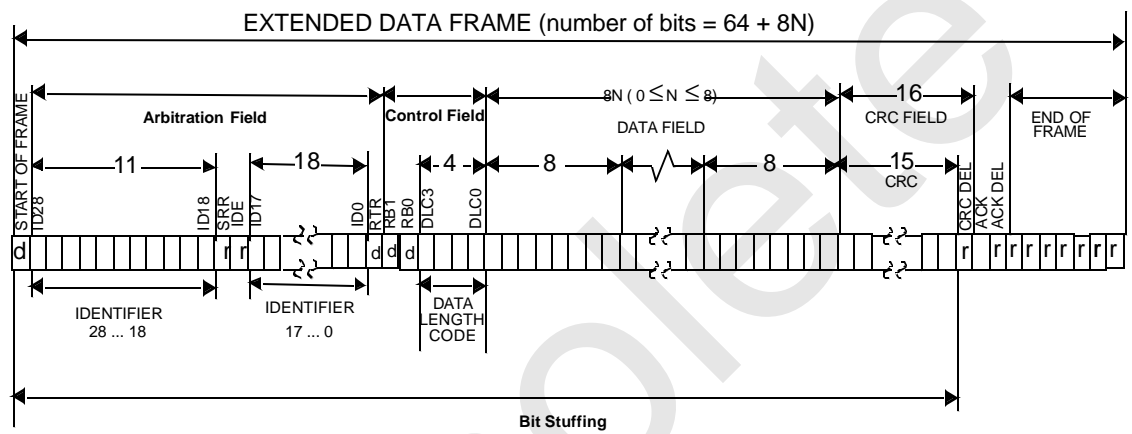 EXTENDED DATA FRAME (number of bits = 64 + 8N)
8N ( 0 ≤ N ≤ 8)
16
Arbitration Field
Control Field
DATA FIELD
CRC FIELD
END OF
FRAME
11
18
4
8
8
15
CRC
START OF FRAME
ID28
ID18
SRR
IDE
ID17
ID0
RTR
RB1
RB0
DLC3
DLC0
CRC DEL
ACK
ACK DEL
d r r d d d r r r r r r r r r
IDENTIFIER
28 ... 18
IDENTIFIER
17 ... 0
DATA
LENGTH
CODE
Bit Stuffing